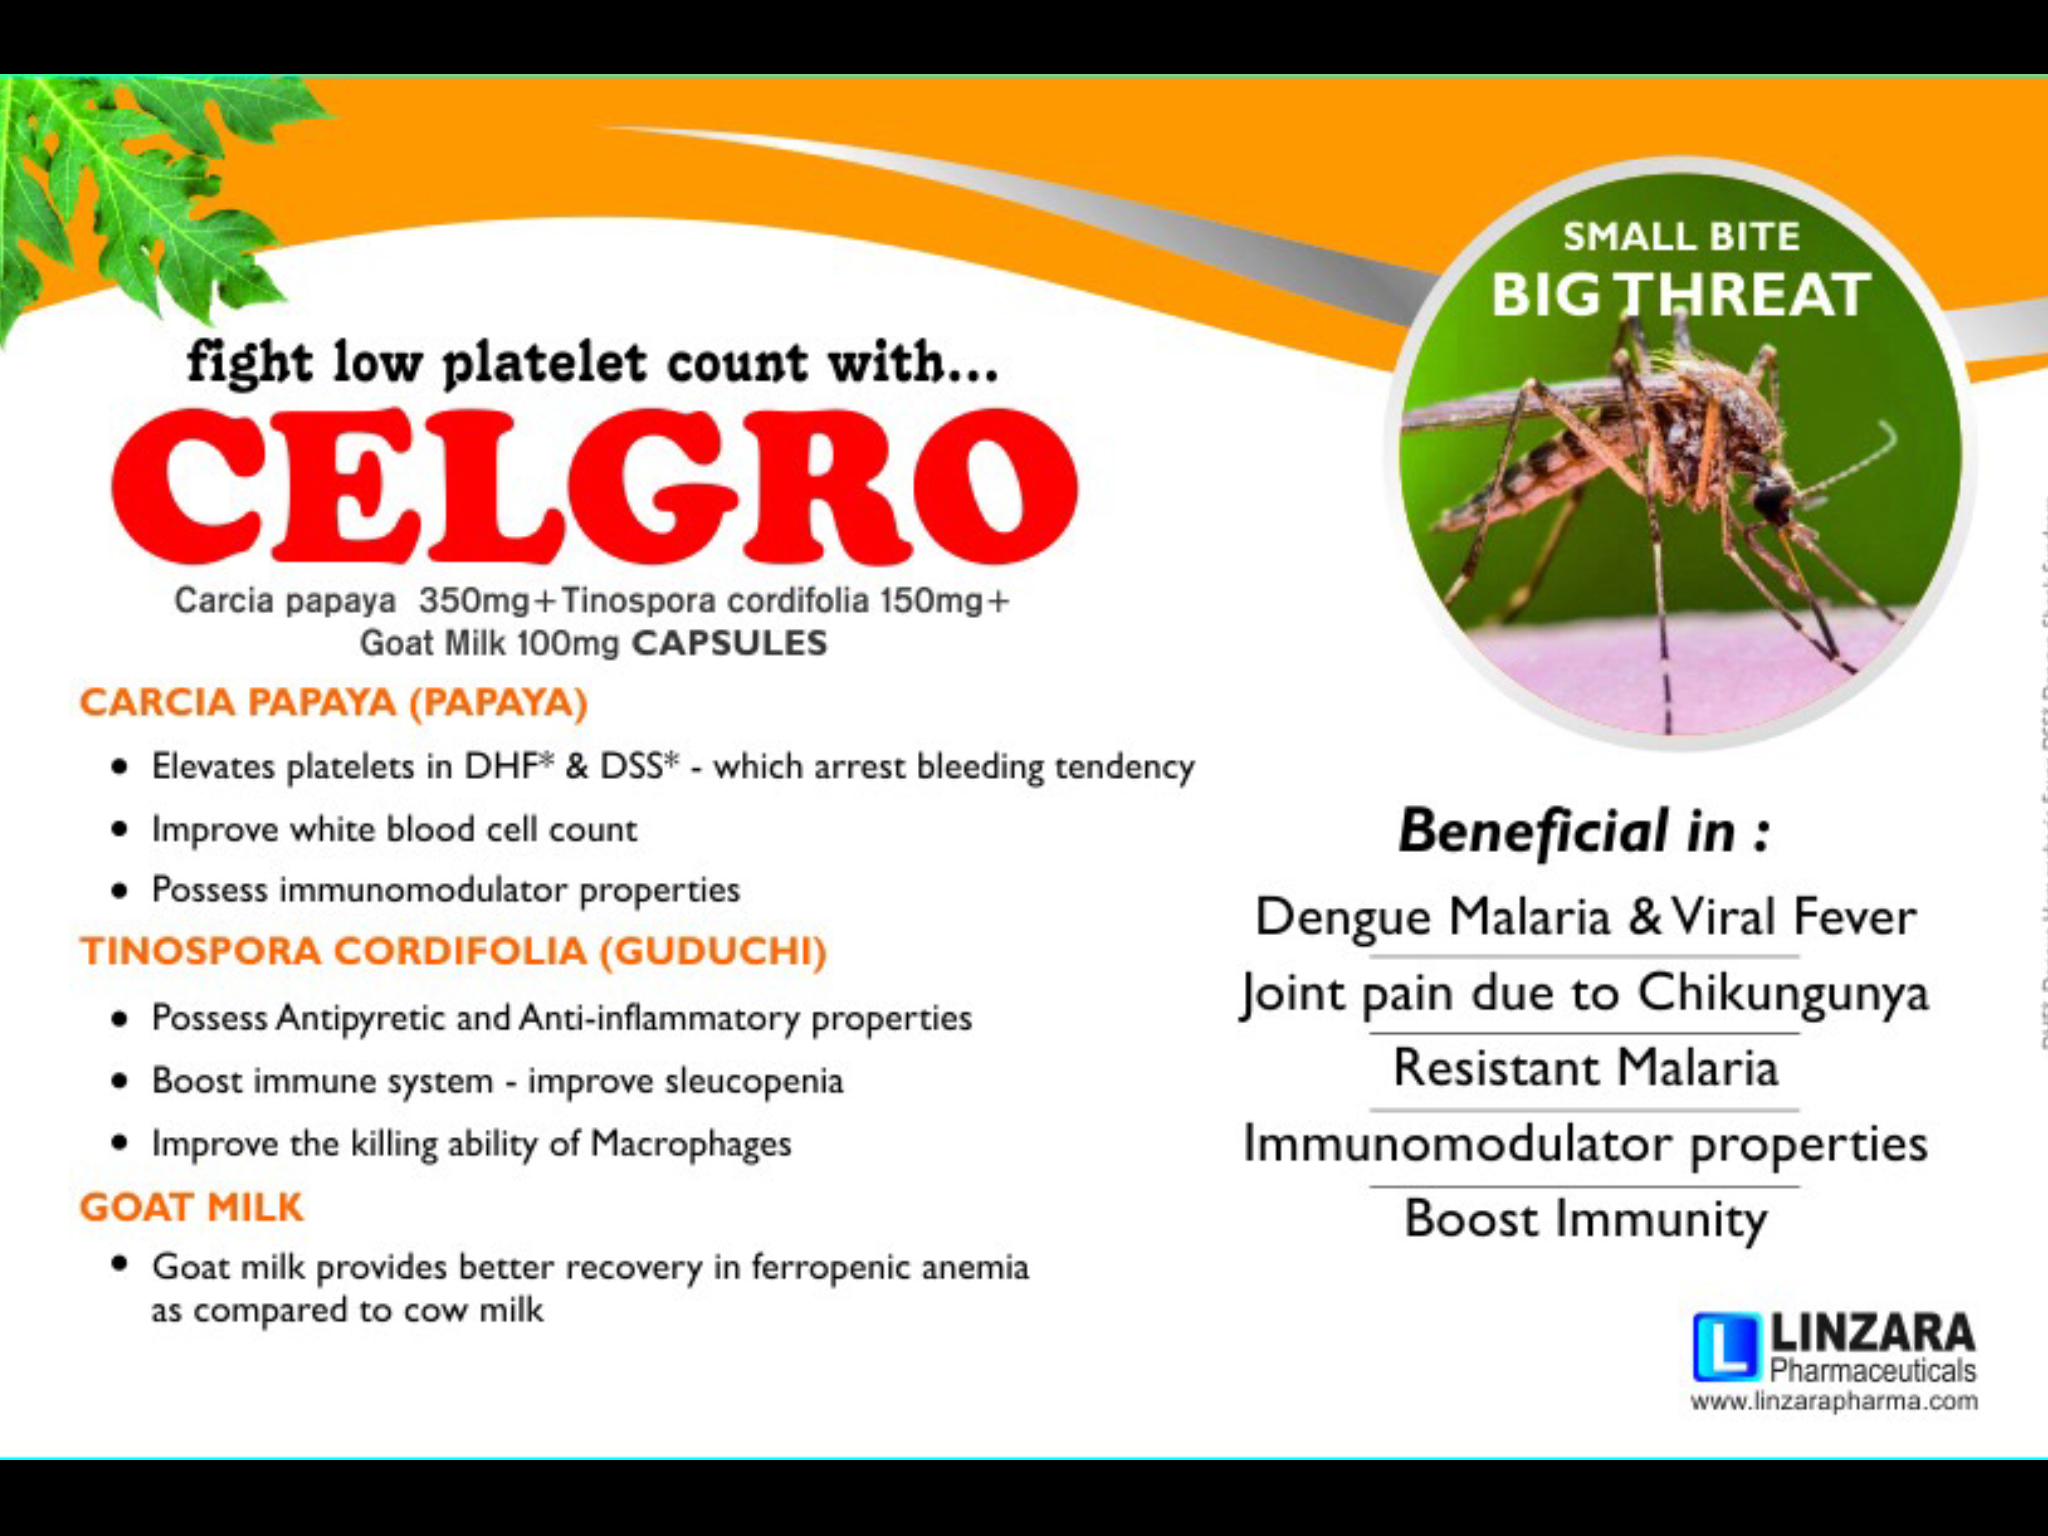 SMALL BITE
BIG THREAT
fight low platelet count with...
CELGRO
Carcia papaya 350mg+Tinospora cordifolia 150mg+
Goat Milk 100mg CAPSULES
CARCIA PAPAYA (PAPAYA)
• Elevates platelets in DHF* & DSS* - which arrest bleeding tendency
• Improve white blood cell count
• Possess immunomodulator properties
TINOSPORA CORDIFOLIA (GUDUCHI)
• Possess Antipyretic and Anti-inflammatory properties
• Boost immune system - improve sleucopenia
• Improve the killing ability of Macrophages
GOAT MILK
• Goat milk provides better recovery in ferropenic anemia
as compared to cow milk
Beneficial in :
Dengue Malaria & Viral Fever
Joint pain due to Chikungunya
Resistant Malaria
Immunomodulator properties
Boost Immunity
L LINZARA
Pharmaceuticals
www.linzarapharma.com